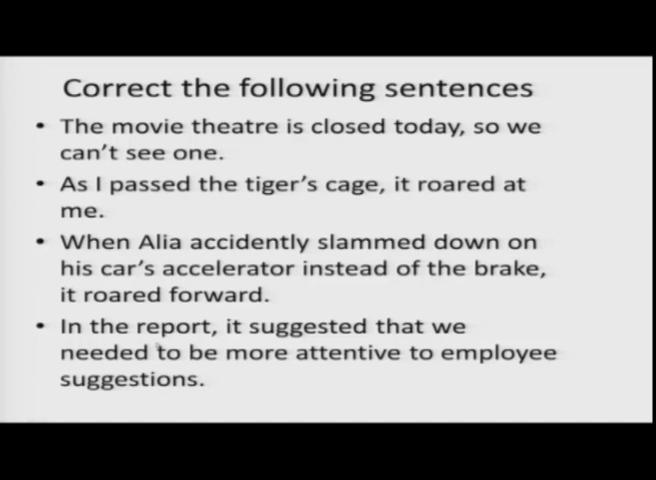 Correct the following sentences
• The movie theatre is closed today, so we
can't see one.
• As I passed the tiger's cage, it roared at
me.
• When Alia accidently slammed down on
his car's accelerator instead of the brake,
it roared forward.
• In the report, it suggested that we
needed to be more attentive to employee
suggestions.